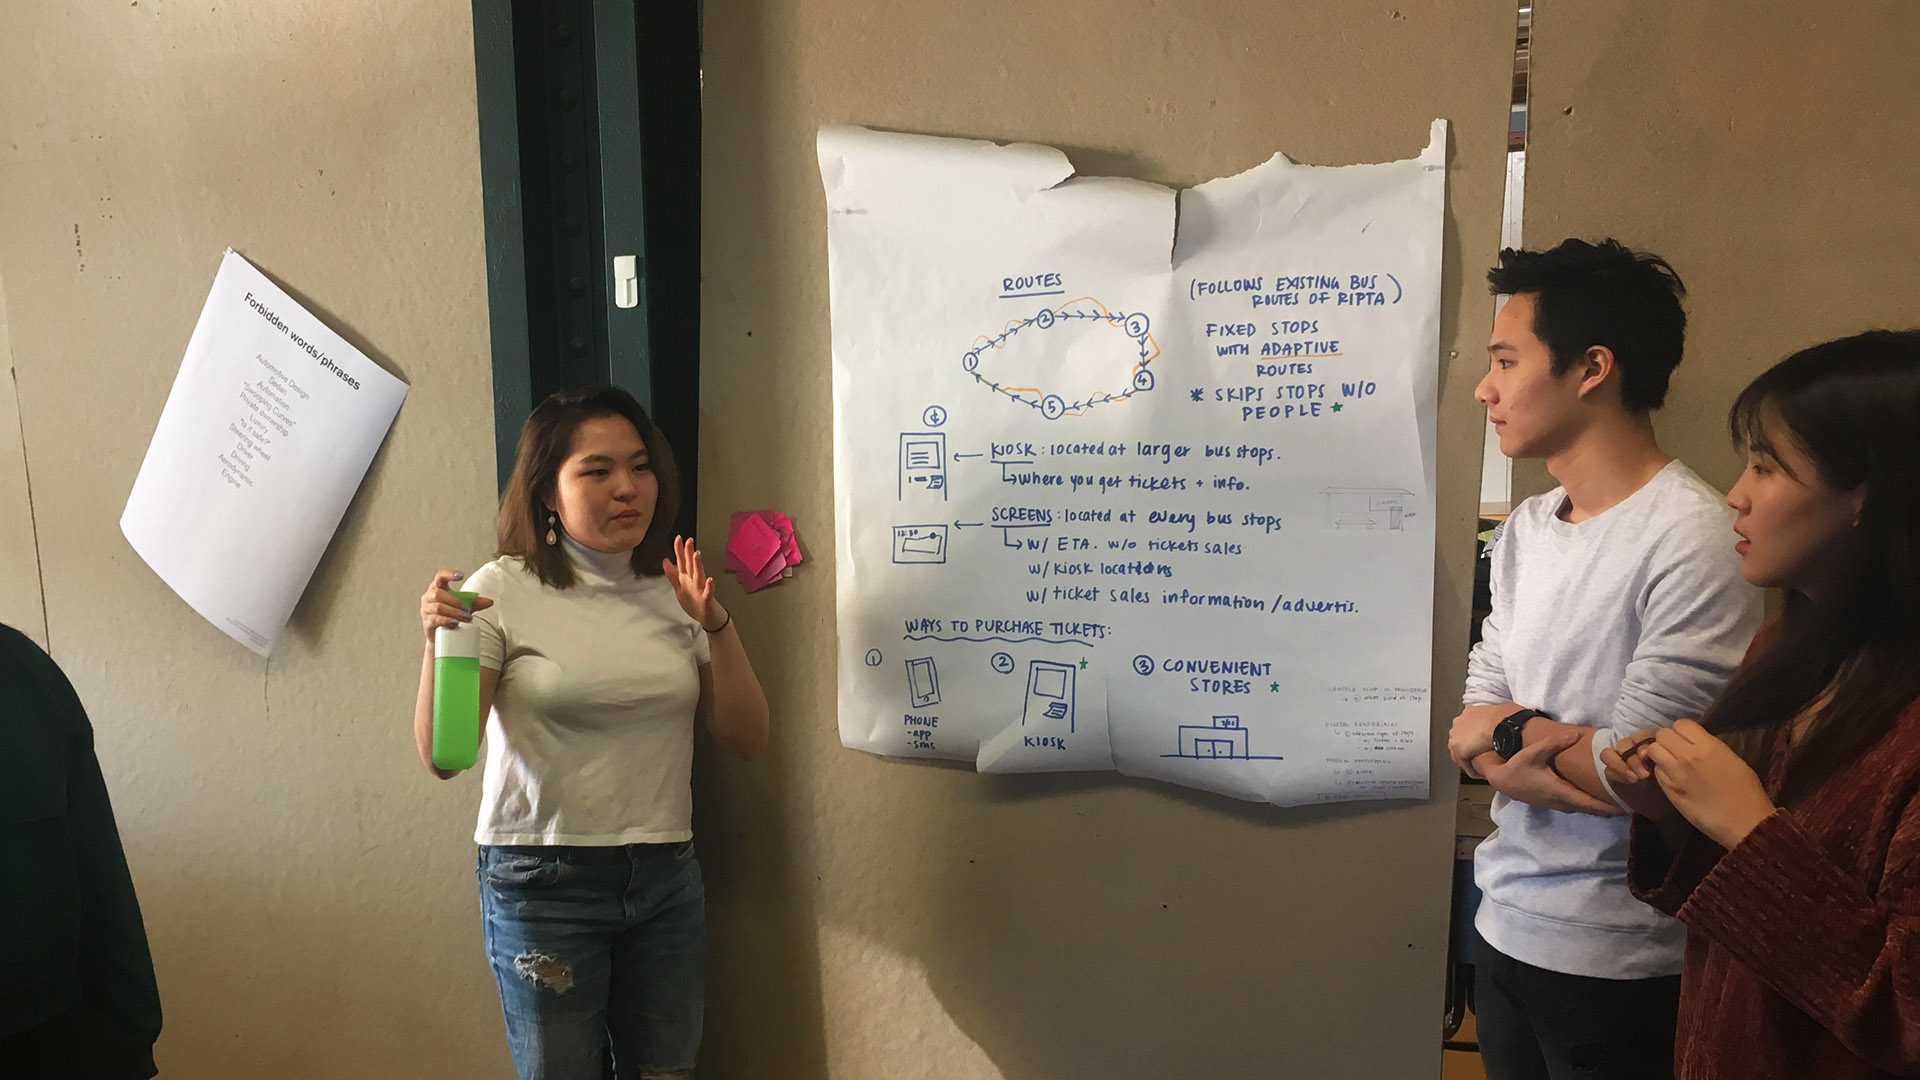 Forbidden words/phrases
Automotive Design
Sedan
Automation
"Swooping Curves"
Private ownership
Luxury
"Is it safe?"
Steering wheel
Driver
Driving
Aerodynamic
Engine
ROUTES
1
2
3
4
5
(FOLLOWS EXISTING BUS
ROUTES OF RIPTA)
FIXED STOPS
WITH ADAPTIVE
ROUTES
* SKIPS STOPS W/O
PEOPLE ★
KIOSK : located at larger bus stops.
where you get tickets + info.
12:30
SCREENS : located at every bus stops
W/ ETA. W/o tickets sales
W/ Kiosk locations
W/ ticket sales information / advertis.
WAYS TO PURCHASE TICKETS:
①
PHONE
- app
- sms
②
KIOSK
③ CONVENIENT
STORES ★
7/11
DIGITAL RENDERINGS